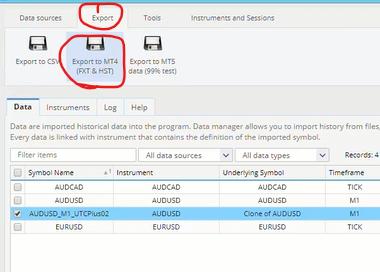 Data sources Export Tools Instruments and Sessions
Export to CSV Export to MT4 Export to MT5
(FXT & HST) data (99% test)
Data Instruments Log Help
Data are imported historical data into the program. Data manager allows you to import history from files,
Every data is linked with instrument that contains the definition of the imported symbol.
Filter items All data sources All data types Records: 4
Symbol Name 1 Instrument Underlying Symbol Timeframe
AUDCAD AUDCAD AUDCAD TICK
AUDUSD AUDUSD AUDUSD M1
AUDUSD_M1_UTCPlus02 AUDUSD Clone of AUDUSD M1
EURUSD EURUSD EURUSD TICK